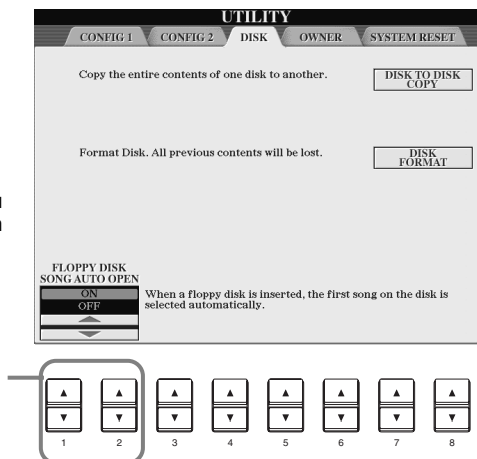 UTILITY
CONFIG 1 CONFIG 2 DISK OWNER SYSTEM RESET
Copy the entire contents of one disk to another.
DISK TO DISK
COPY
Format Disk. All previous contents will be lost.
DISK
FORMAT
FLOPPY DISK
SONG AUTO OPEN
ON
OFF
When a floppy disk is inserted, the first song on the disk is
selected automatically.
1 2 3 4 5 6 7 8